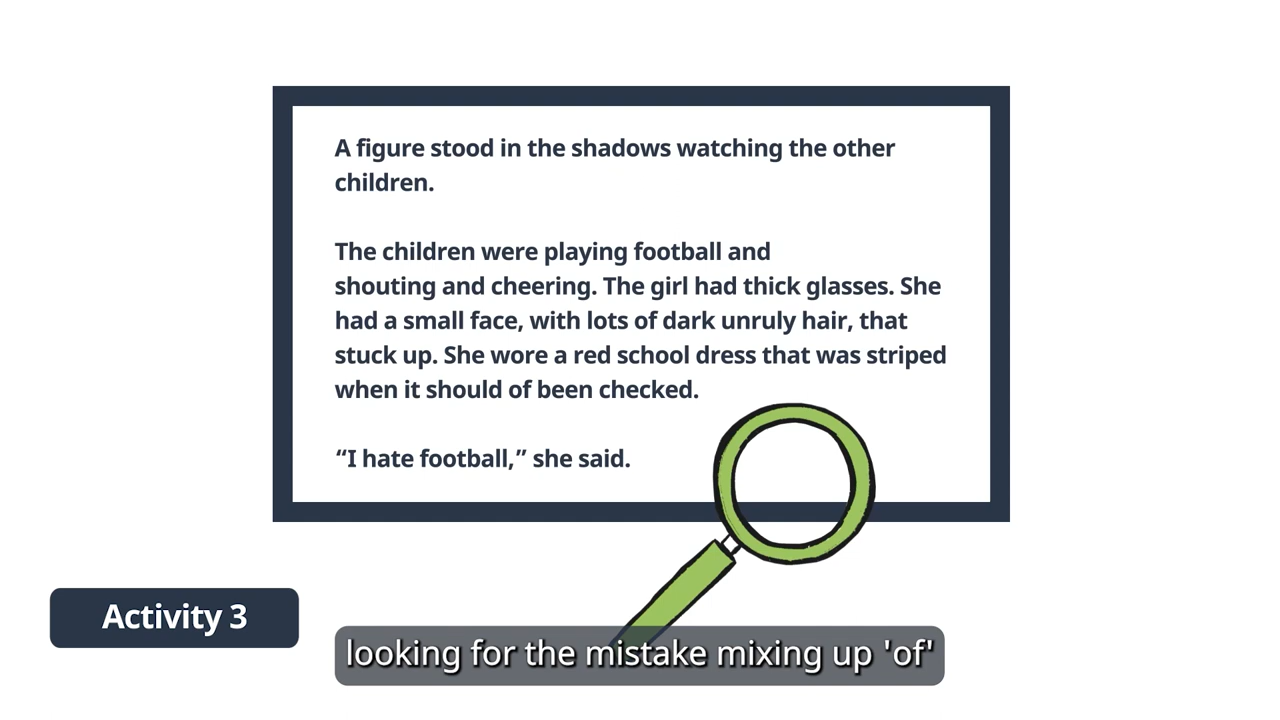 A figure stood in the shadows watching the other
children.
The children were playing football and
shouting and cheering. The girl had thick glasses. She
had a small face, with lots of dark unruly hair, that
stuck up. She wore a red school dress that was striped
when it should of been checked.
“I hate football,” she said.
Activity 3
looking for the mistake mixing up 'of'